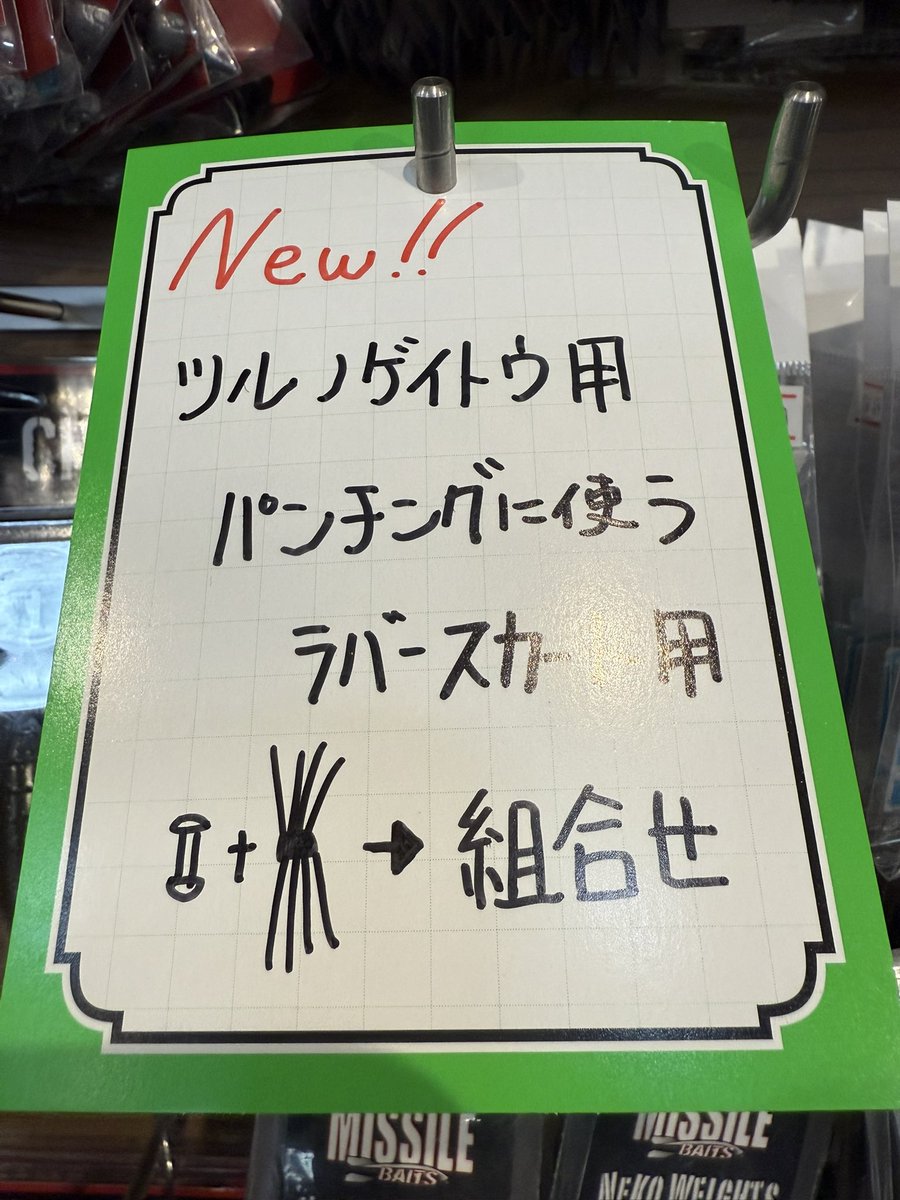 New!!
ツルノゲイトウ用
パンチングに使う
ラバースカート用
+ → 組合せ
MISSILE
BAITS
MISSILE
BAITS
NEKO WEIGHTS